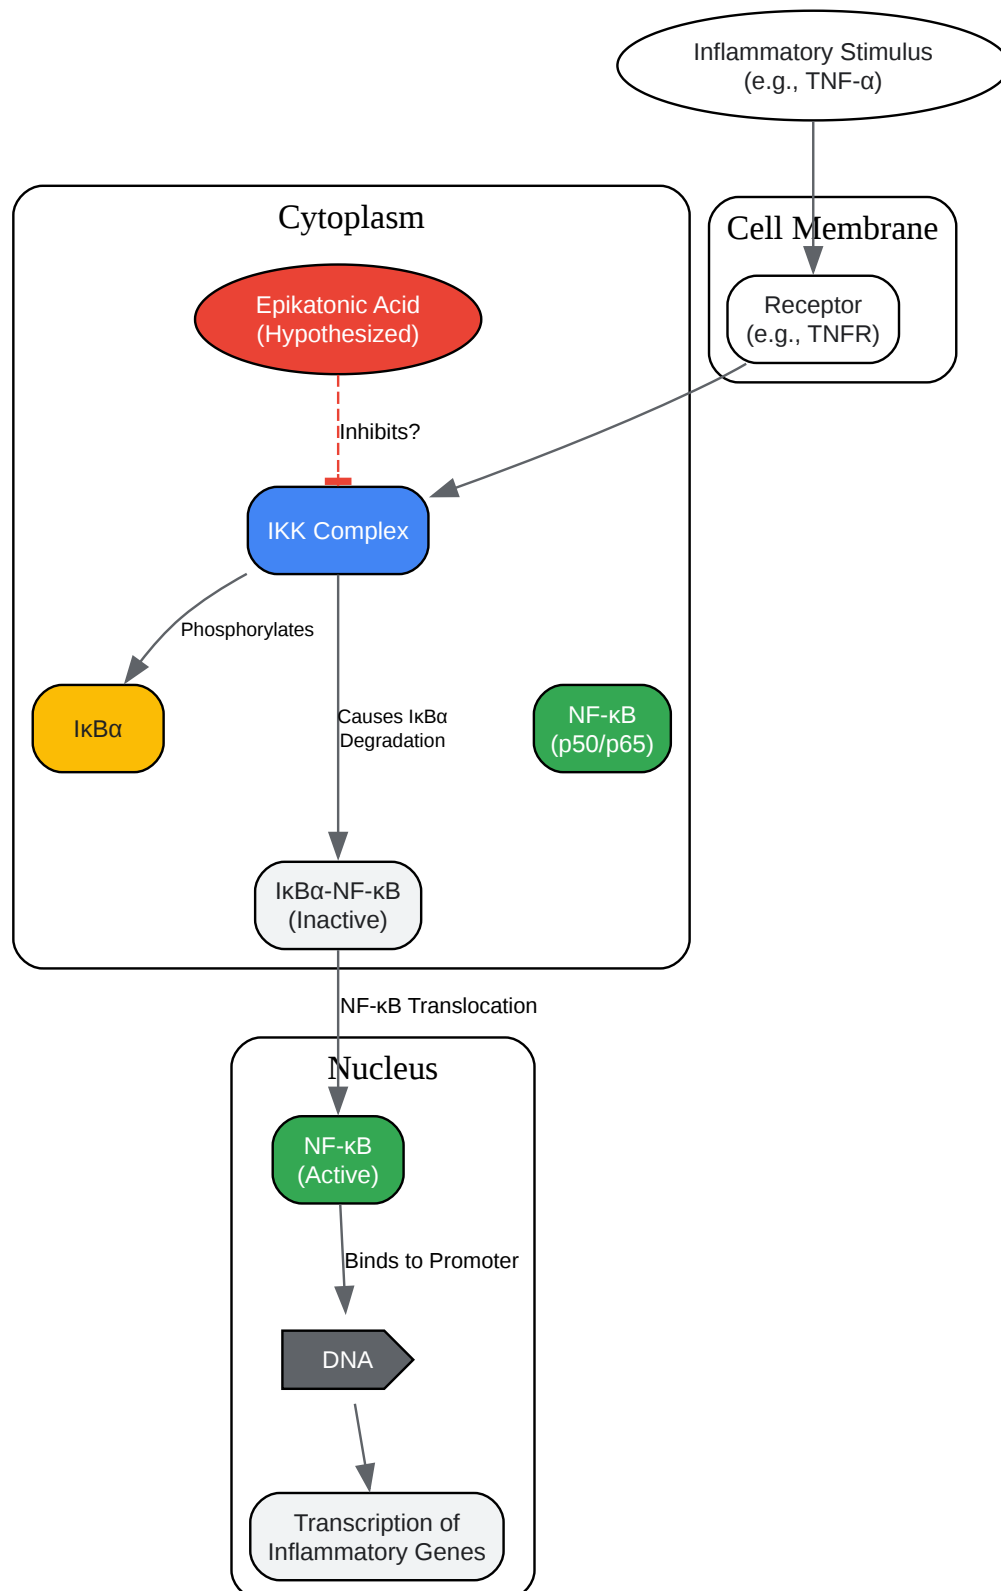 Inflammatory Stimulus
(e.g., TNF-α)
Cytoplasm
Cell Membrane
Epikatonic Acid
(Hypothesized)
Receptor
(e.g., TNFR)
Inhibits?
IKK Complex
Phosphorylates
IκBα
Causes IκBα
Degradation
NF-κB
(p50/p65)
IκBα-NF-κB
(Inactive)
NF-κB Translocation
Nucleus
NF-κB
(Active)
Binds to Promoter
DNA
Transcription of
Inflammatory Genes